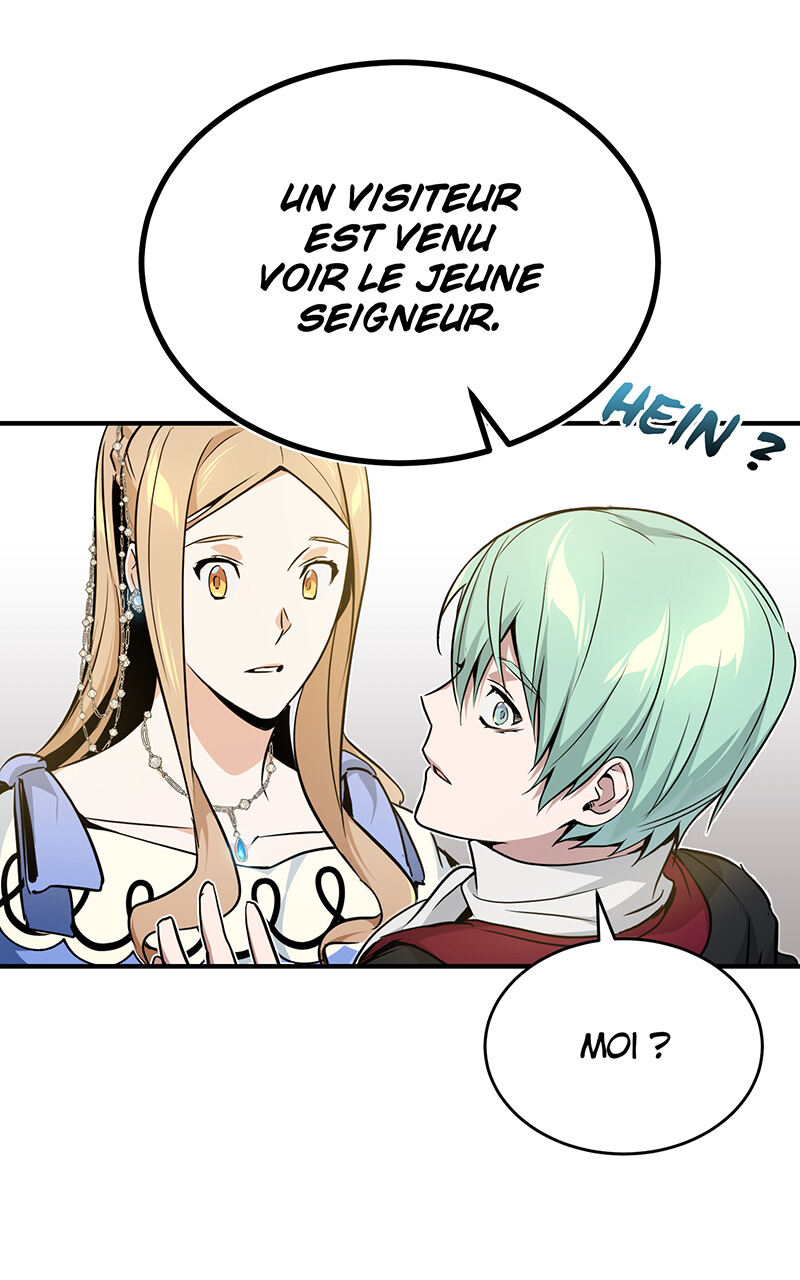 UN VISITEUR
EST VENU
VOIR LE JEUNE
SEIGNEUR.
HEIN ?
MOI ?